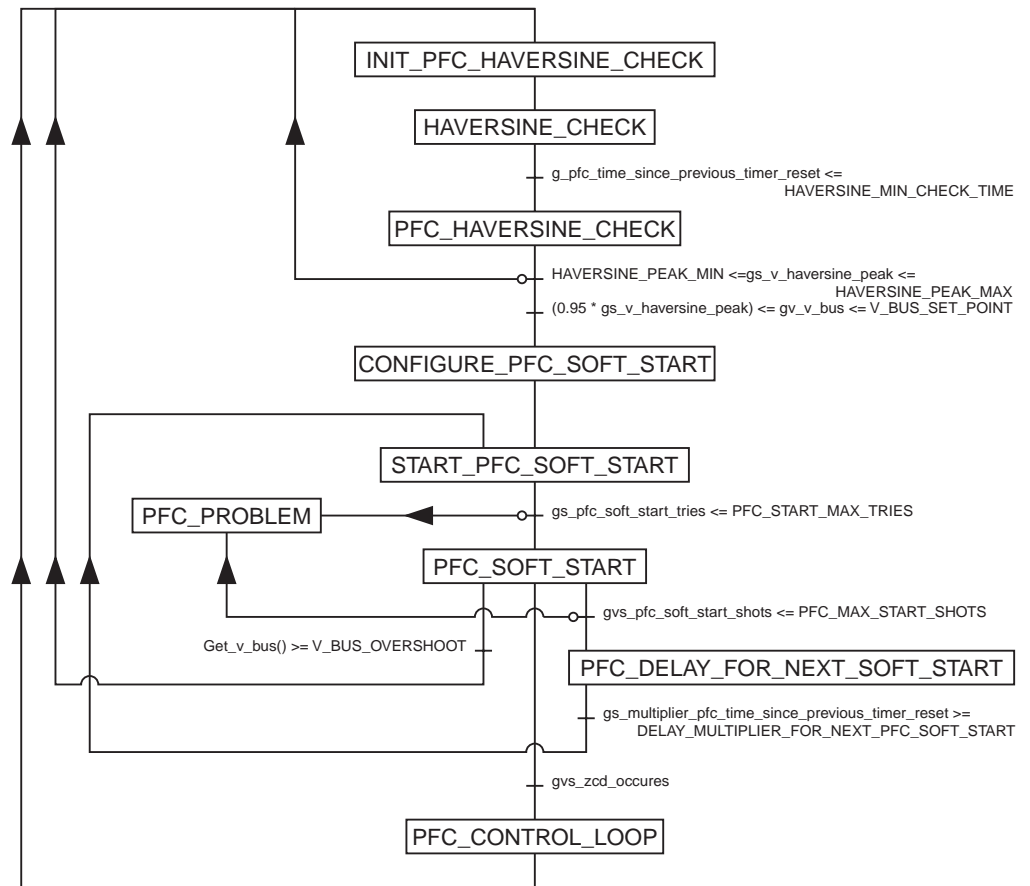 INIT_PFC_HAVERSINE_CHECK
HAVERSINE_CHECK
g_pfc_time_since_previous_timer_reset <=
HAVERSINE_MIN_CHECK_TIME
PFC_HAVERSINE_CHECK
HAVERSINE_PEAK_MIN <=gs_v_haversine_peak <=
HAVERSINE_PEAK_MAX
(0.95 * gs_v_haversine_peak) <= gv_v_bus <= V_BUS_SET_POINT
CONFIGURE_PFC_SOFT_START
START_PFC_SOFT_START
PFC_PROBLEM
gs_pfc_soft_start_tries <= PFC_START_MAX_TRIES
PFC_SOFT_START
gvs_pfc_soft_start_shots <= PFC_MAX_START_SHOTS
Get_v_bus() >= V_BUS_OVERSHOOT
PFC_DELAY_FOR_NEXT_SOFT_START
gs_multiplier_pfc_time_since_previous_timer_reset >=
DELAY_MULTIPLIER_FOR_NEXT_PFC_SOFT_START
gvs_zcd_occures
PFC_CONTROL_LOOP